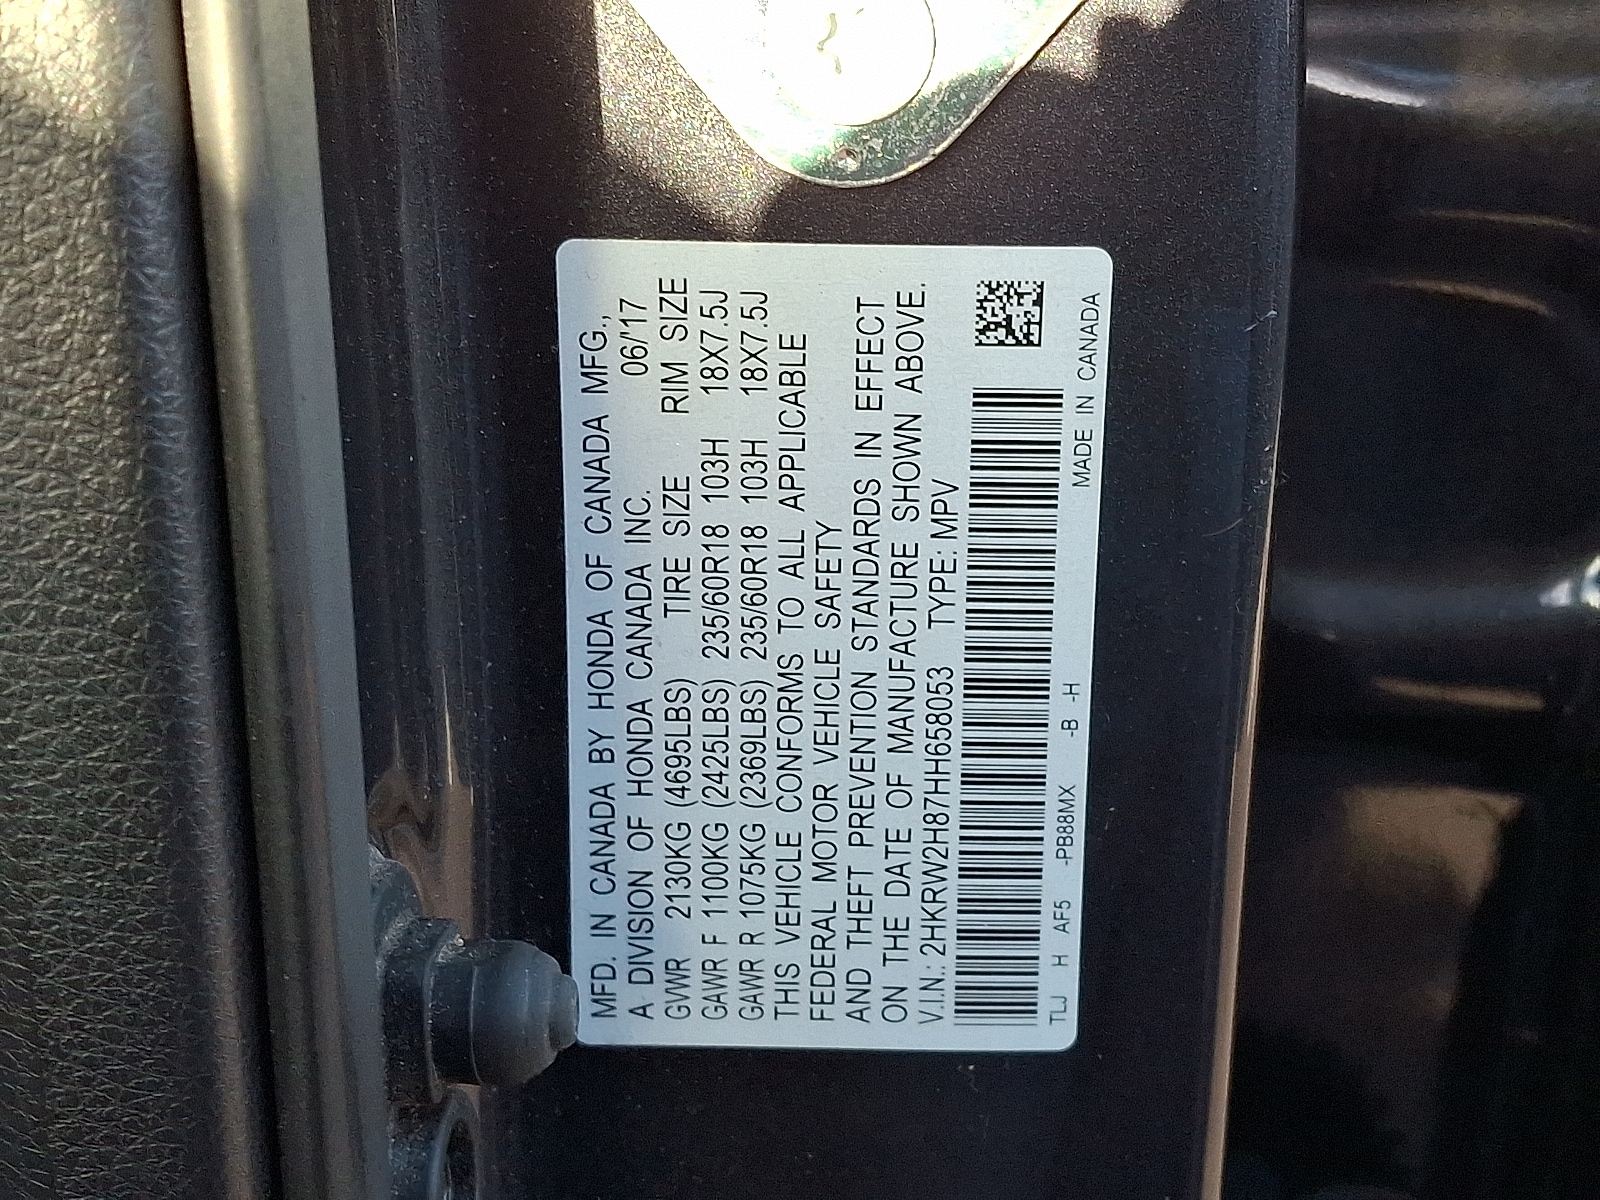 MFD. IN CANADA BY HONDA OF CANADA MFG.,
A DIVISION OF HONDA CANADA INC. 06/'17
GVWR 2130KG (4695LBS) TIRE SIZE RIM SIZE
GAWR F 1100KG (2425LBS) 235/60R18 103H 18X7.5J
GAWR R 1075KG (2369LBS) 235/60R18 103H 18X7.5J
THIS VEHICLE CONFORMS TO ALL APPLICABLE
FEDERAL MOTOR VEHICLE SAFETY
AND THEFT PREVENTION STANDARDS IN EFFECT
ON THE DATE OF MANUFACTURE SHOWN ABOVE.
V.I.N.: 2HKRW2H87HH658053 TYPE: MPV
TLJ H AF5 -PB88MX -B -H MADE IN CANADA